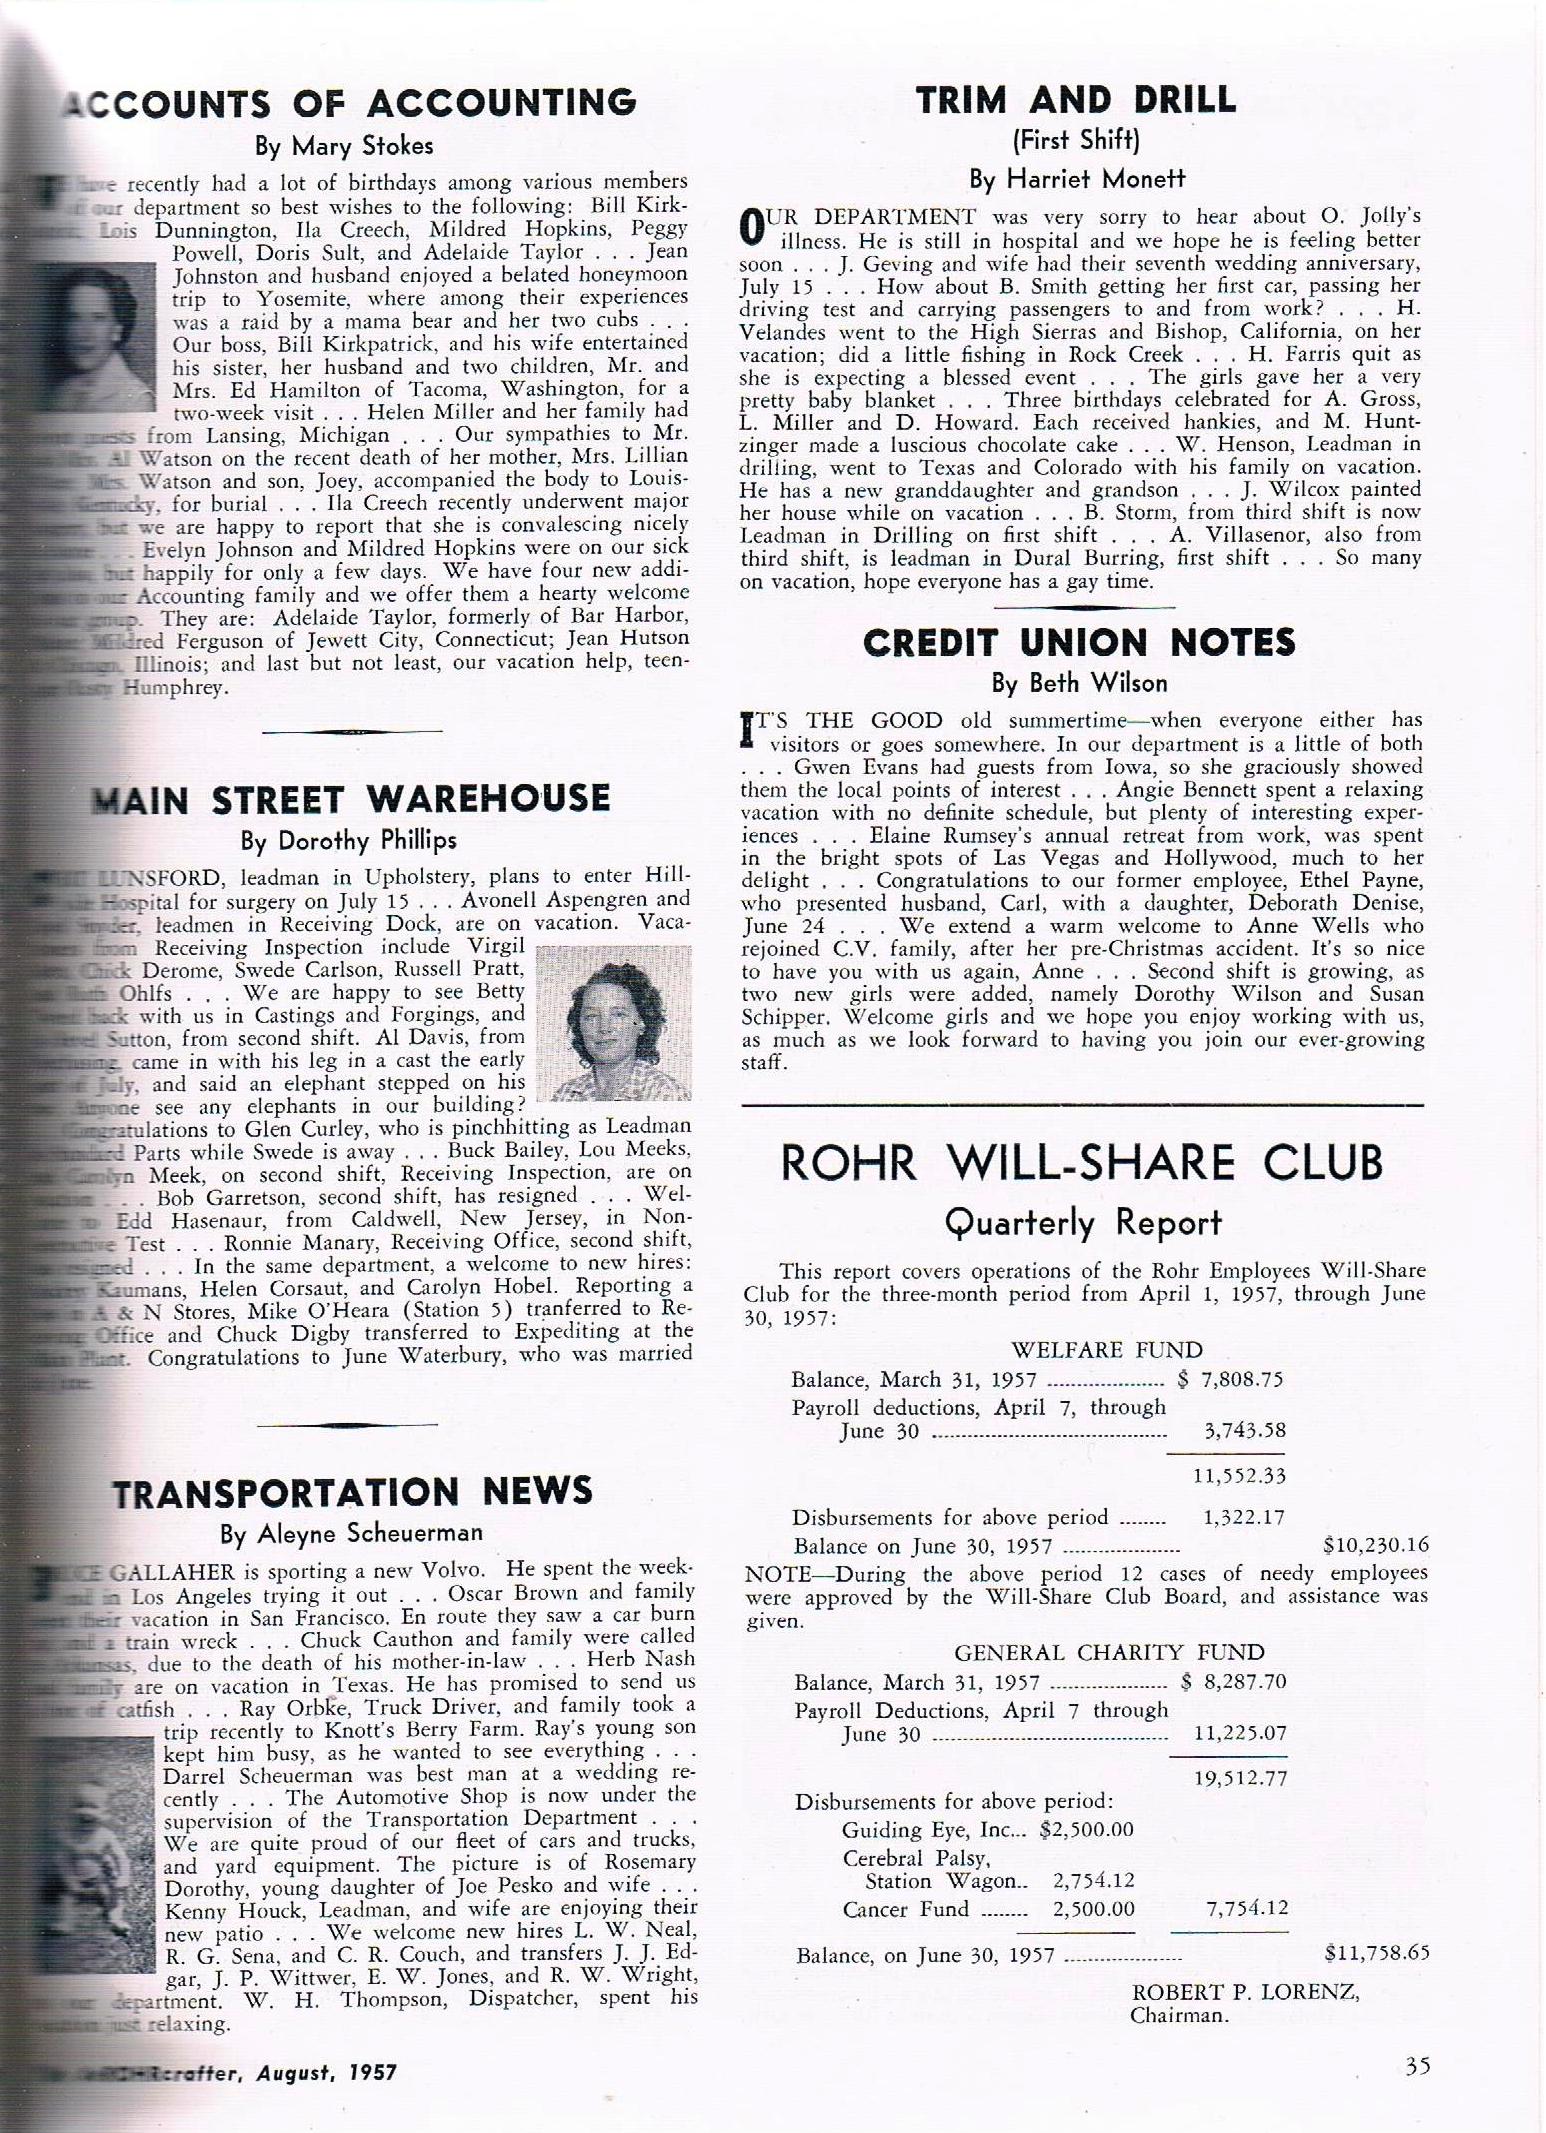 ACCOUNTS OF ACCOUNTING
By Mary Stokes
have recently had a lot of birthdays among various members
of our department so best wishes to the following: Bill Kirk-
Lois Dunnington, Ila Creech, Mildred Hopkins, Peggy
Powell, Doris Sult, and Adelaide Taylor . . . Jean
Johnston and husband enjoyed a belated honeymoon
trip to Yosemite, where among their experiences
was a raid by a mama bear and her two cubs . . .
Our boss, Bill Kirkpatrick, and his wife entertained
his sister, her husband and two children, Mr. and
Mrs. Ed Hamilton of Tacoma, Washington, for a
two-week visit . . . Helen Miller and her family had
guests from Lansing, Michigan . . . Our sympathies to Mr.
Al Watson on the recent death of her mother, Mrs. Lillian
Mrs. Watson and son, Joey, accompanied the body to Louis-
Kentucky, for burial . . . Ila Creech recently underwent major
but we are happy to report that she is convalescing nicely
. . . Evelyn Johnson and Mildred Hopkins were on our sick
but happily for only a few days. We have four new addi-
our Accounting family and we offer them a hearty welcome
group. They are: Adelaide Taylor, formerly of Bar Harbor,
Mildred Ferguson of Jewett City, Connecticut; Jean Hutson
Illinois; and last but not least, our vacation help, teen-
Humphrey.
MAIN STREET WAREHOUSE
By Dorothy Phillips
LUNSFORD, leadman in Upholstery, plans to enter Hill-
Hospital for surgery on July 15 . . . Avonell Aspengren and
leadmen in Receiving Dock, are on vacation. Vaca-
from Receiving Inspection include Virgil
Chick Derome, Swede Carlson, Russell Pratt,
Ohlfs . . . We are happy to see Betty
back with us in Castings and Forgings, and
Sutton, from second shift. Al Davis, from
came in with his leg in a cast the early
July, and said an elephant stepped on his
Anyone see any elephants in our building?
Congratulations to Glen Curley, who is pinchhitting as Leadman
Parts while Swede is away . . . Buck Bailey, Lou Meeks,
Carolyn Meek, on second shift, Receiving Inspection, are on
. . . Bob Garretson, second shift, has resigned . . . Wel-
to Edd Hasenaur, from Caldwell, New Jersey, in Non-
Test . . . Ronnie Manary, Receiving Office, second shift,
resigned . . . In the same department, a welcome to new hires:
Kaumans, Helen Corsaut, and Carolyn Hobel. Reporting a
A & N Stores, Mike O'Heara (Station 5) tranferred to Re-
Office and Chuck Digby transferred to Expediting at the
Plant. Congratulations to June Waterbury, who was married
TRANSPORTATION NEWS
By Aleyne Scheuerman
GALLAHER is sporting a new Volvo. He spent the week-
end in Los Angeles trying it out . . . Oscar Brown and family
their vacation in San Francisco. En route they saw a car burn
and a train wreck . . . Chuck Cauthon and family were called
due to the death of his mother-in-law . . . Herb Nash
and family are on vacation in Texas. He has promised to send us
of catfish . . . Ray Orbke, Truck Driver, and family took a
trip recently to Knott's Berry Farm. Ray's young son
kept him busy, as he wanted to see everything . . .
Darrel Scheuerman was best man at a wedding re-
cently . . . The Automotive Shop is now under the
supervision of the Transportation Department . . .
We are quite proud of our fleet of cars and trucks,
and yard equipment. The picture is of Rosemary
Dorothy, young daughter of Joe Pesko and wife . . .
Kenny Houck, Leadman, and wife are enjoying their
new patio . . . We welcome new hires L. W. Neal,
R. G. Sena, and C. R. Couch, and transfers J. J. Ed-
gar, J. P. Wittwer, E. W. Jones, and R. W. Wright,
our department. W. H. Thompson, Dispatcher, spent his
just relaxing.
TRIM AND DRILL
(First Shift)
By Harriet Monett
OUR DEPARTMENT was very sorry to hear about O. Jolly's
illness. He is still in hospital and we hope he is feeling better
soon . . . J. Geving and wife had their seventh wedding anniversary,
July 15 . . . How about B. Smith getting her first car, passing her
driving test and carrying passengers to and from work? . . . H.
Velandes went to the High Sierras and Bishop, California, on her
vacation; did a little fishing in Rock Creek . . . H. Farris quit as
she is expecting a blessed event . . . The girls gave her a very
pretty baby blanket . . . Three birthdays celebrated for A. Gross,
L. Miller and D. Howard. Each received hankies, and M. Hunt-
zinger made a luscious chocolate cake . . . W. Henson, Leadman in
drilling, went to Texas and Colorado with his family on vacation.
He has a new granddaughter and grandson . . . J. Wilcox painted
her house while on vacation . . . B. Storm, from third shift is now
Leadman in Drilling on first shift . . . A. Villasenor, also from
third shift, is leadman in Dural Burring, first shift . . . So many
on vacation, hope everyone has a gay time.
CREDIT UNION NOTES
By Beth Wilson
IT'S THE GOOD old summertime—when everyone either has
visitors or goes somewhere. In our department is a little of both
. . . Gwen Evans had guests from Iowa, so she graciously showed
them the local points of interest . . . Angie Bennett spent a relaxing
vacation with no definite schedule, but plenty of interesting exper-
iences . . . Elaine Rumsey's annual retreat from work, was spent
in the bright spots of Las Vegas and Hollywood, much to her
delight . . . Congratulations to our former employee, Ethel Payne,
who presented husband, Carl, with a daughter, Deborath Denise,
June 24 . . . We extend a warm welcome to Anne Wells who
rejoined C.V. family, after her pre-Christmas accident. It's so nice
to have you with us again, Anne . . . Second shift is growing, as
two new girls were added, namely Dorothy Wilson and Susan
Schipper. Welcome girls and we hope you enjoy working with us,
as much as we look forward to having you join our ever-growing
staff.
ROHR WILL-SHARE CLUB
Quarterly Report
This report covers operations of the Rohr Employees Will-Share
Club for the three-month period from April 1, 1957, through June
30, 1957:
WELFARE FUND
Balance, March 31, 1957 .................... $ 7,808.75
Payroll deductions, April 7, through
June 30 ........................................ 3,743.58
11,552.33
Disbursements for above period ........ 1,322.17
Balance on June 30, 1957 .................... $10,230.16
NOTE—During the above period 12 cases of needy employees
were approved by the Will-Share Club Board, and assistance was
given.
GENERAL CHARITY FUND
Balance, March 31, 1957 .................... $ 8,287.70
Payroll Deductions, April 7 through
June 30 ........................................ 11,225.07
19,512.77
Disbursements for above period:
Guiding Eye, Inc... $2,500.00
Cerebral Palsy,
Station Wagon.. 2,754.12
Cancer Fund ........ 2,500.00 7,754.12
Balance, on June 30, 1957 .................... $11,758.65
ROBERT P. LORENZ,
Chairman.
crafter, August, 1957
35